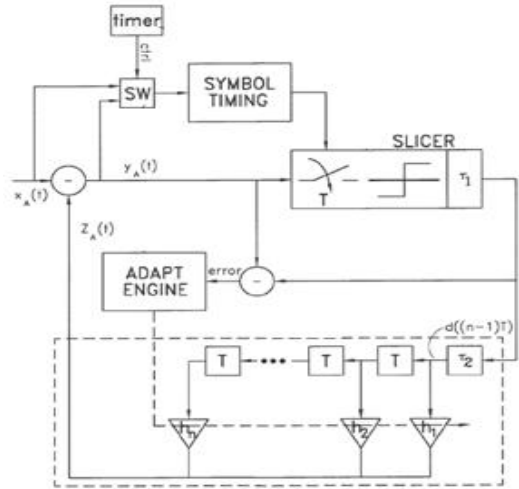 timer
ctrl
SW
SYMBOL
TIMING
SLICER
x_A(t)
-
y_A(t)
T
τ1
Z_A(t)
ADAPT
ENGINE
error
-
d((n-1)T)
T
•••
T
T
τ2
hn
h2
h1